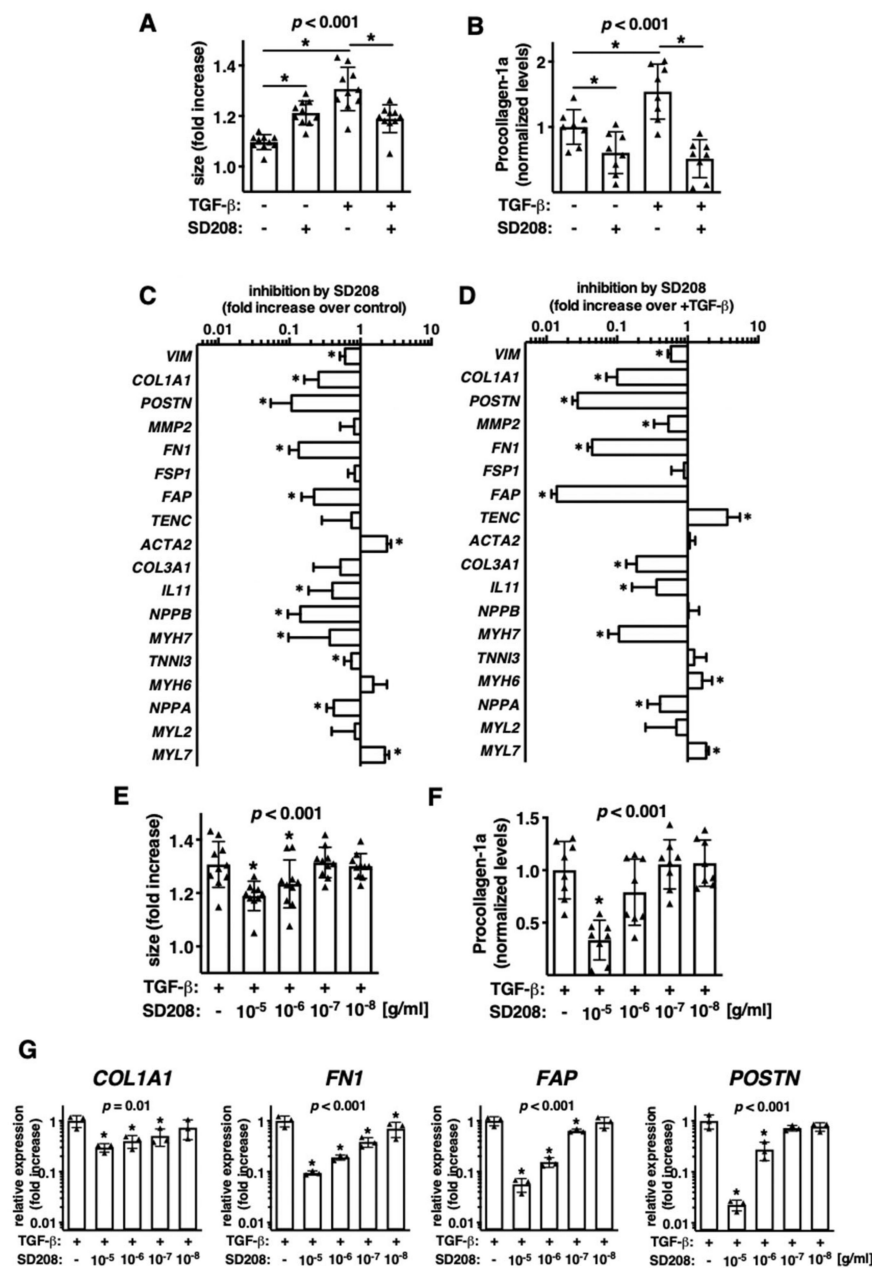 A
p < 0.001
*
*
*
size (fold increase)
1.4
1.2
1.0
TGF-β: - - + +
SD208: - + - +
B
p < 0.001
*
*
*
Procollagen-1a
(normalized levels)
2
1
TGF-β: - - + +
SD208: - + - +
C
inhibition by SD208
(fold increase over control)
0.01 0.1 1 10
VIM *
COL1A1 *
POSTN *
MMP2
FN1 *
FSP1
FAP *
TENC
ACTA2 *
COL3A1
IL11 *
NPPB *
MYH7 *
TNNI3 *
MYH6
NPPA *
MYL2
MYL7 *
D
inhibition by SD208
(fold increase over +TGF-β)
0.01 0.1 1 10
VIM *
COL1A1 *
POSTN *
MMP2 *
FN1 *
FSP1
FAP *
TENC *
ACTA2
COL3A1 *
IL11 *
NPPB
MYH7 *
TNNI3
MYH6 *
NPPA *
MYL2
MYL7 *
E
p < 0.001
* *
size (fold increase)
1.4
1.2
1.0
TGF-β: + + + + +
SD208: - 10-5 10-6 10-7 10-8 [g/ml]
F
p < 0.001
*
Procollagen-1a
(normalized levels)
1.5
1.0
0.5
TGF-β: + + + + +
SD208: - 10-5 10-6 10-7 10-8 [g/ml]
G
COL1A1
p = 0.01
* * *
relative expression
(fold increase)
1
0.1
0.01
TGF-β: + + + + +
SD208: - 10-5 10-6 10-7 10-8
FN1
p < 0.001
* * * *
relative expression
(fold increase)
1
0.1
0.01
+ + + + +
- 10-5 10-6 10-7 10-8
FAP
p < 0.001
* * *
relative expression
(fold increase)
1
0.1
0.01
+ + + + +
- 10-5 10-6 10-7 10-8
POSTN
p < 0.001
* *
relative expression
(fold increase)
1
0.1
0.01
+ + + + +
- 10-5 10-6 10-7 10-8 [g/ml]